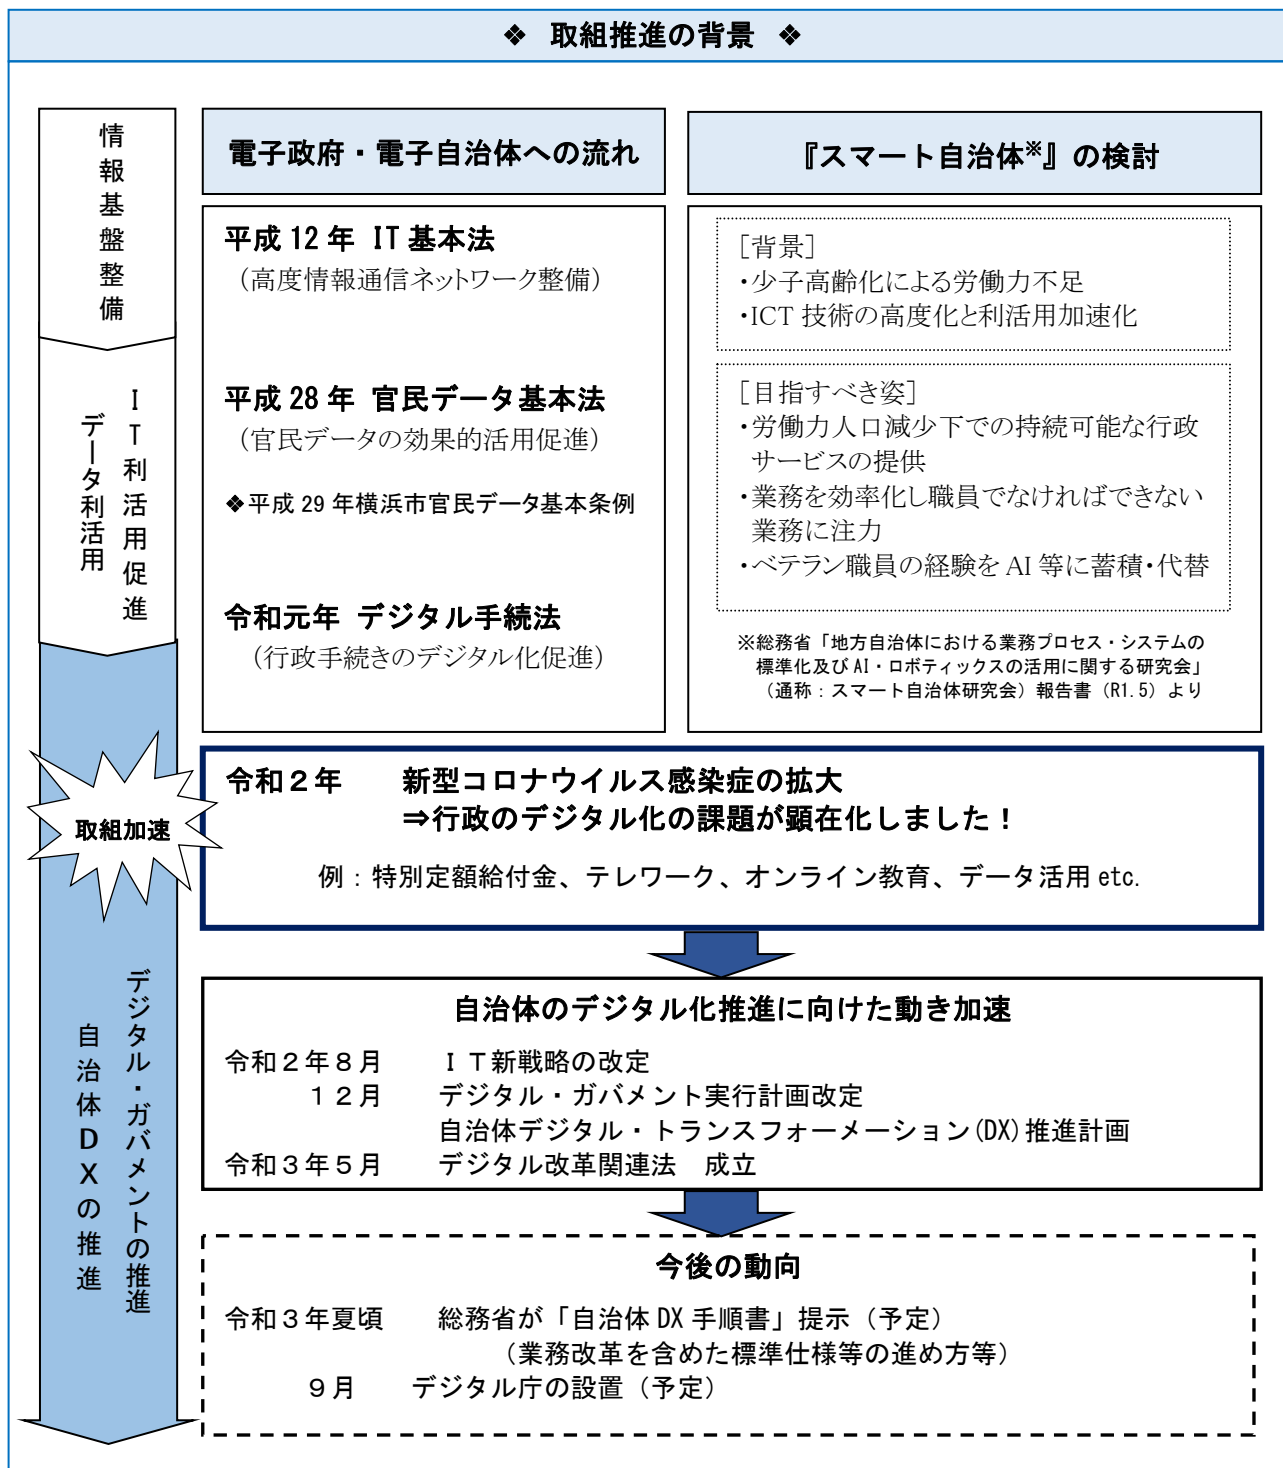 ❖ 取組推進の背景 ❖
情報基盤整備
ＩＴ利活用促進
データ利活用
取組加速
デジタル・ガバメントの推進
自治体ＤＸの推進
電子政府・電子自治体への流れ
平成 12 年 IT 基本法
（高度情報通信ネットワーク整備）
平成 28 年 官民データ基本法
（官民データの効果的活用促進）
❖平成 29 年横浜市官民データ基本条例
令和元年 デジタル手続法
（行政手続きのデジタル化促進）
『スマート自治体※』の検討
［背景］
・少子高齢化による労働力不足
・ICT 技術の高度化と利活用加速化
［目指すべき姿］
・労働力人口減少下での持続可能な行政
サービスの提供
・業務を効率化し職員でなければできない
業務に注力
・ベテラン職員の経験を AI 等に蓄積・代替
※総務省「地方自治体における業務プロセス・システムの
標準化及び AI・ロボティックスの活用に関する研究会」
（通称：スマート自治体研究会）報告書（R1.5）より
令和２年 新型コロナウイルス感染症の拡大
⇒行政のデジタル化の課題が顕在化しました！
例：特別定額給付金、テレワーク、オンライン教育、データ活用 etc.
自治体のデジタル化推進に向けた動き加速
令和２年８月 ＩＴ新戦略の改定
１２月 デジタル・ガバメント実行計画改定
自治体デジタル・トランスフォーメーション(DX)推進計画
令和３年５月 デジタル改革関連法 成立
今後の動向
令和３年夏頃 総務省が「自治体 DX 手順書」提示（予定）
（業務改革を含めた標準仕様等の進め方等）
９月 デジタル庁の設置（予定）